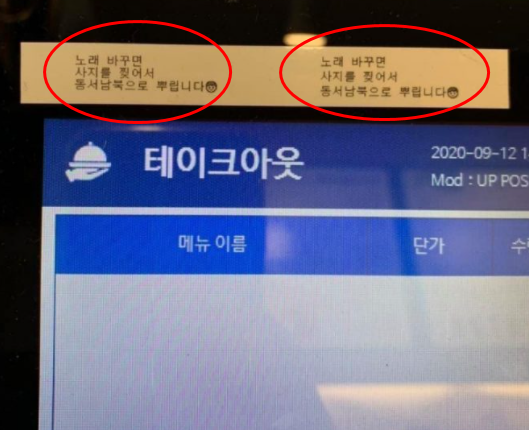 노래 바꾸면
사지를 찢어서
동서남북으로 뿌립니다
노래 바꾸면
사지를 찢어서
동서남북으로 뿌립니다
테이크아웃
2020-09-12 1
Mod : UP POS
메뉴 이름
단가